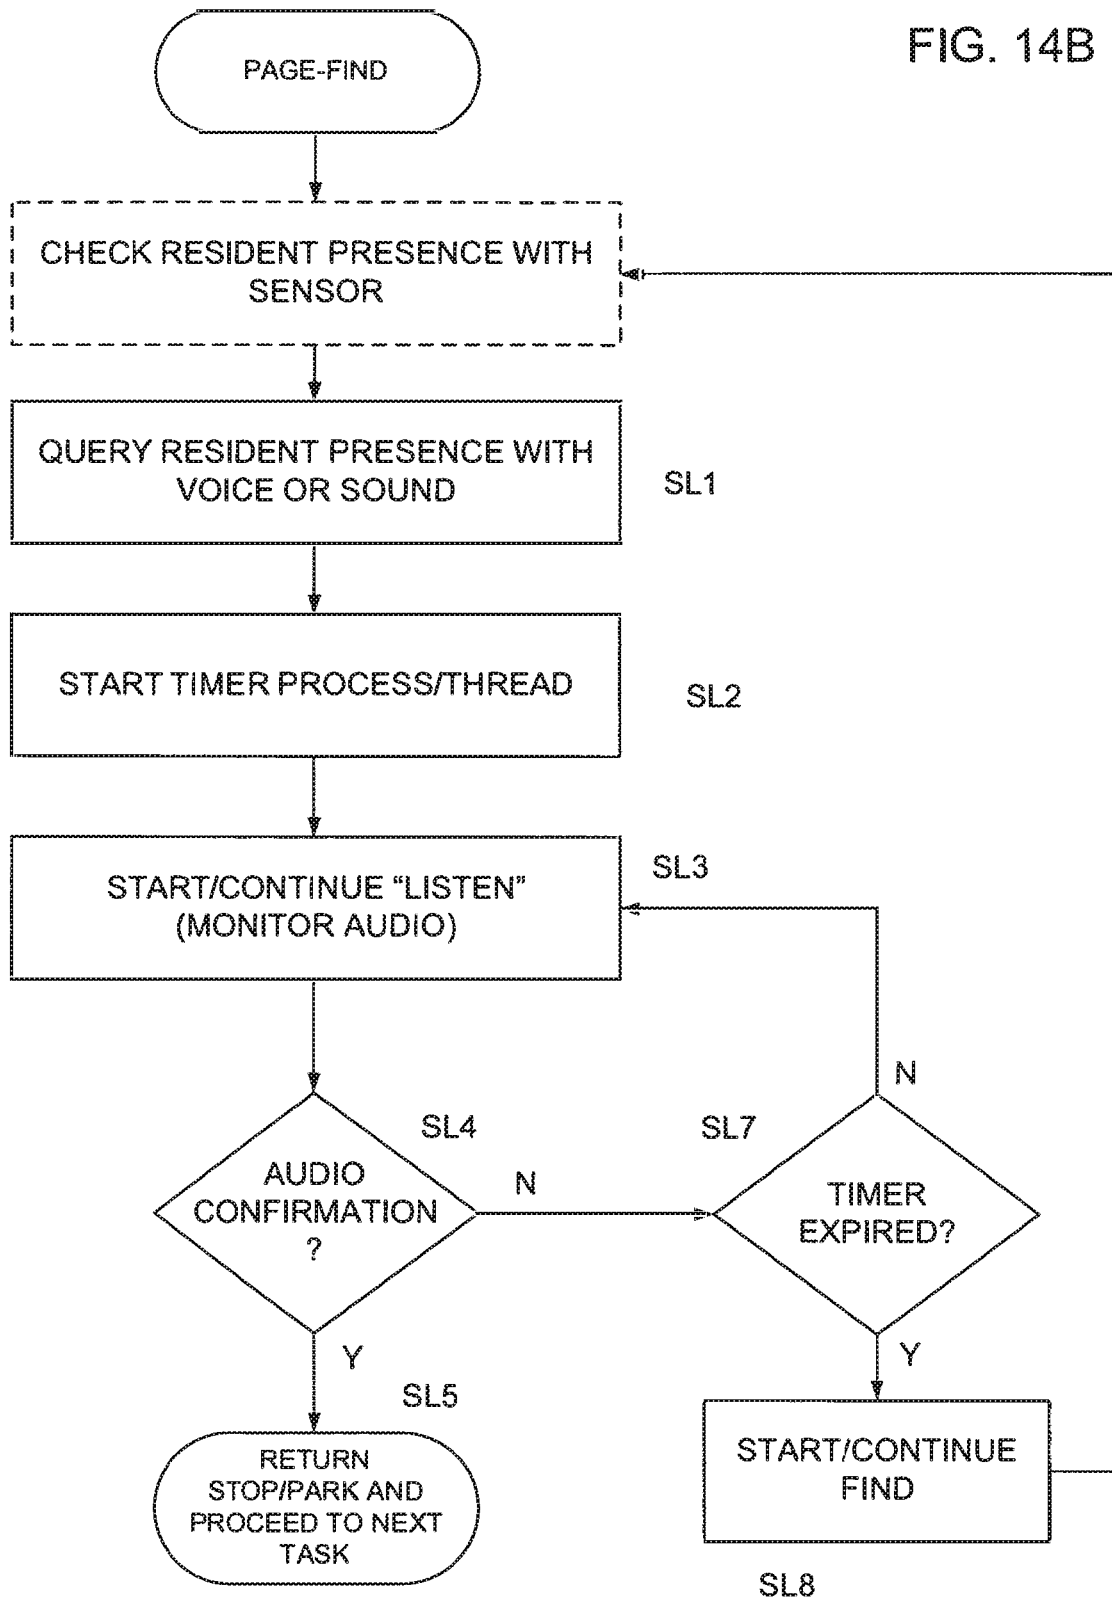 FIG. 14B
PAGE-FIND
CHECK RESIDENT PRESENCE WITH
SENSOR
QUERY RESIDENT PRESENCE WITH
VOICE OR SOUND
SL1
START TIMER PROCESS/THREAD
SL2
START/CONTINUE “LISTEN”
(MONITOR AUDIO)
SL3
N
SL4
SL7
AUDIO
CONFIRMATION
?
N
TIMER
EXPIRED?
Y
Y
SL5
RETURN
STOP/PARK AND
PROCEED TO NEXT
TASK
START/CONTINUE
FIND
SL8